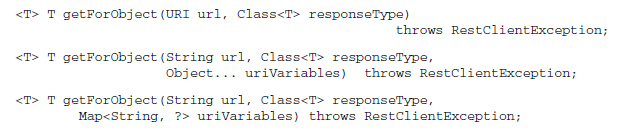 <T> T getForObject(URI url, Class<T> responseType)
throws RestClientException;
<T> T getForObject(String url, Class<T> responseType,
Object... uriVariables) throws RestClientException;
<T> T getForObject(String url, Class<T> responseType,
Map<String, ?> uriVariables) throws RestClientException;